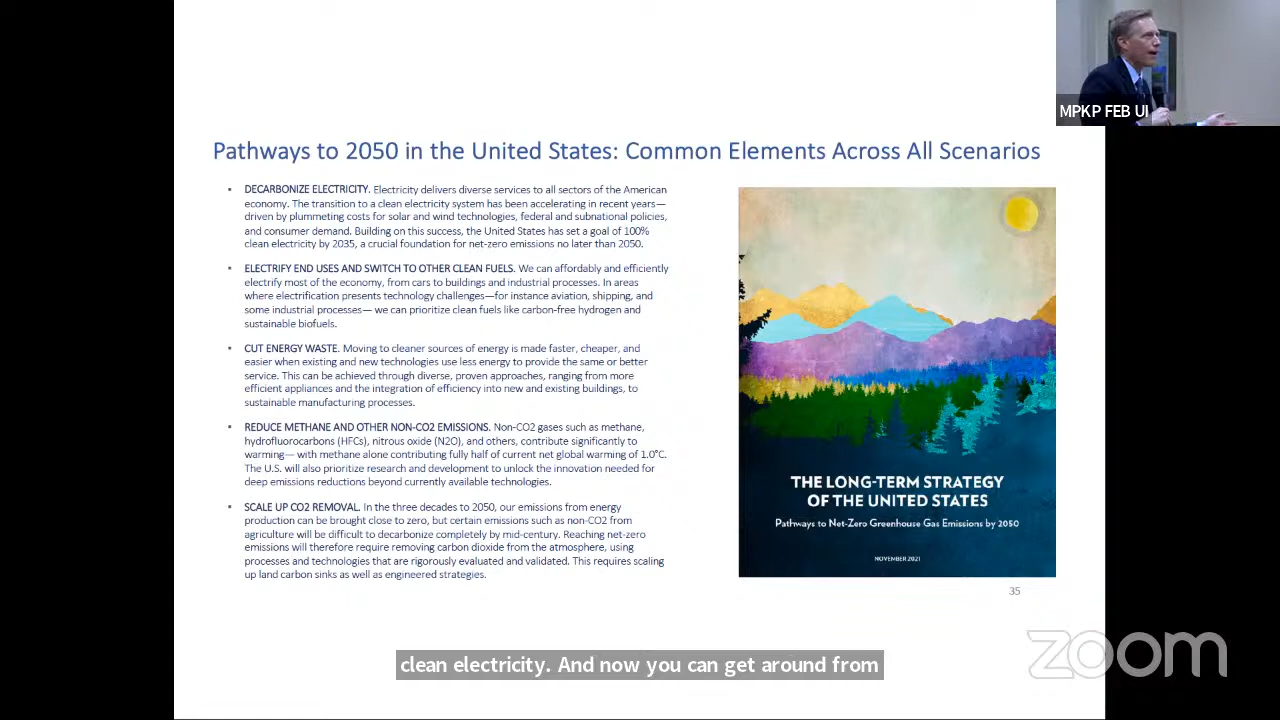 MPKP FEB UI
Pathways to 2050 in the United States: Common Elements Across All Scenarios
▪ DECARBONIZE ELECTRICITY. Electricity delivers diverse services to all sectors of the American
economy. The transition to a clean electricity system has been accelerating in recent years—
driven by plummeting costs for solar and wind technologies, federal and subnational policies,
and consumer demand. Building on this success, the United States has set a goal of 100%
clean electricity by 2035, a crucial foundation for net-zero emissions no later than 2050.
▪ ELECTRIFY END USES AND SWITCH TO OTHER CLEAN FUELS. We can affordably and efficiently
electrify most of the economy, from cars to buildings and industrial processes. In areas
where electrification presents technology challenges—for instance aviation, shipping, and
some industrial processes— we can prioritize clean fuels like carbon-free hydrogen and
sustainable biofuels.
▪ CUT ENERGY WASTE. Moving to cleaner sources of energy is made faster, cheaper, and
easier when existing and new technologies use less energy to provide the same or better
service. This can be achieved through diverse, proven approaches, ranging from more
efficient appliances and the integration of efficiency into new and existing buildings, to
sustainable manufacturing processes.
▪ REDUCE METHANE AND OTHER NON-CO2 EMISSIONS. Non-CO2 gases such as methane,
hydrofluorocarbons (HFCs), nitrous oxide (N2O), and others, contribute significantly to
warming— with methane alone contributing fully half of current net global warming of 1.0°C.
The U.S. will also prioritize research and development to unlock the innovation needed for
deep emissions reductions beyond currently available technologies.
▪ SCALE UP CO2 REMOVAL. In the three decades to 2050, our emissions from energy
production can be brought close to zero, but certain emissions such as non-CO2 from
agriculture will be difficult to decarbonize completely by mid-century. Reaching net-zero
emissions will therefore require removing carbon dioxide from the atmosphere, using
processes and technologies that are rigorously evaluated and validated. This requires scaling
up land carbon sinks as well as engineered strategies.
THE LONG-TERM STRATEGY
OF THE UNITED STATES
Pathways to Net-Zero Greenhouse Gas Emissions by 2050
NOVEMBER 2021
35
clean electricity. And now you can get around from
zoom